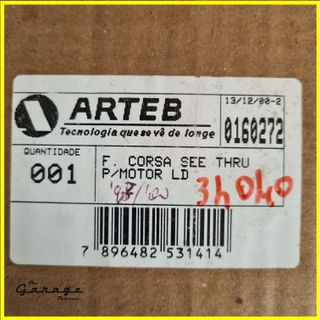 ARTEB
Tecnologia que se vê de longe
13/12/00-2
0160272
QUANTIDADE
001
F. CORSA SEE THRU
P/MOTOR LD
34040
7 896482 531414
The
Garage